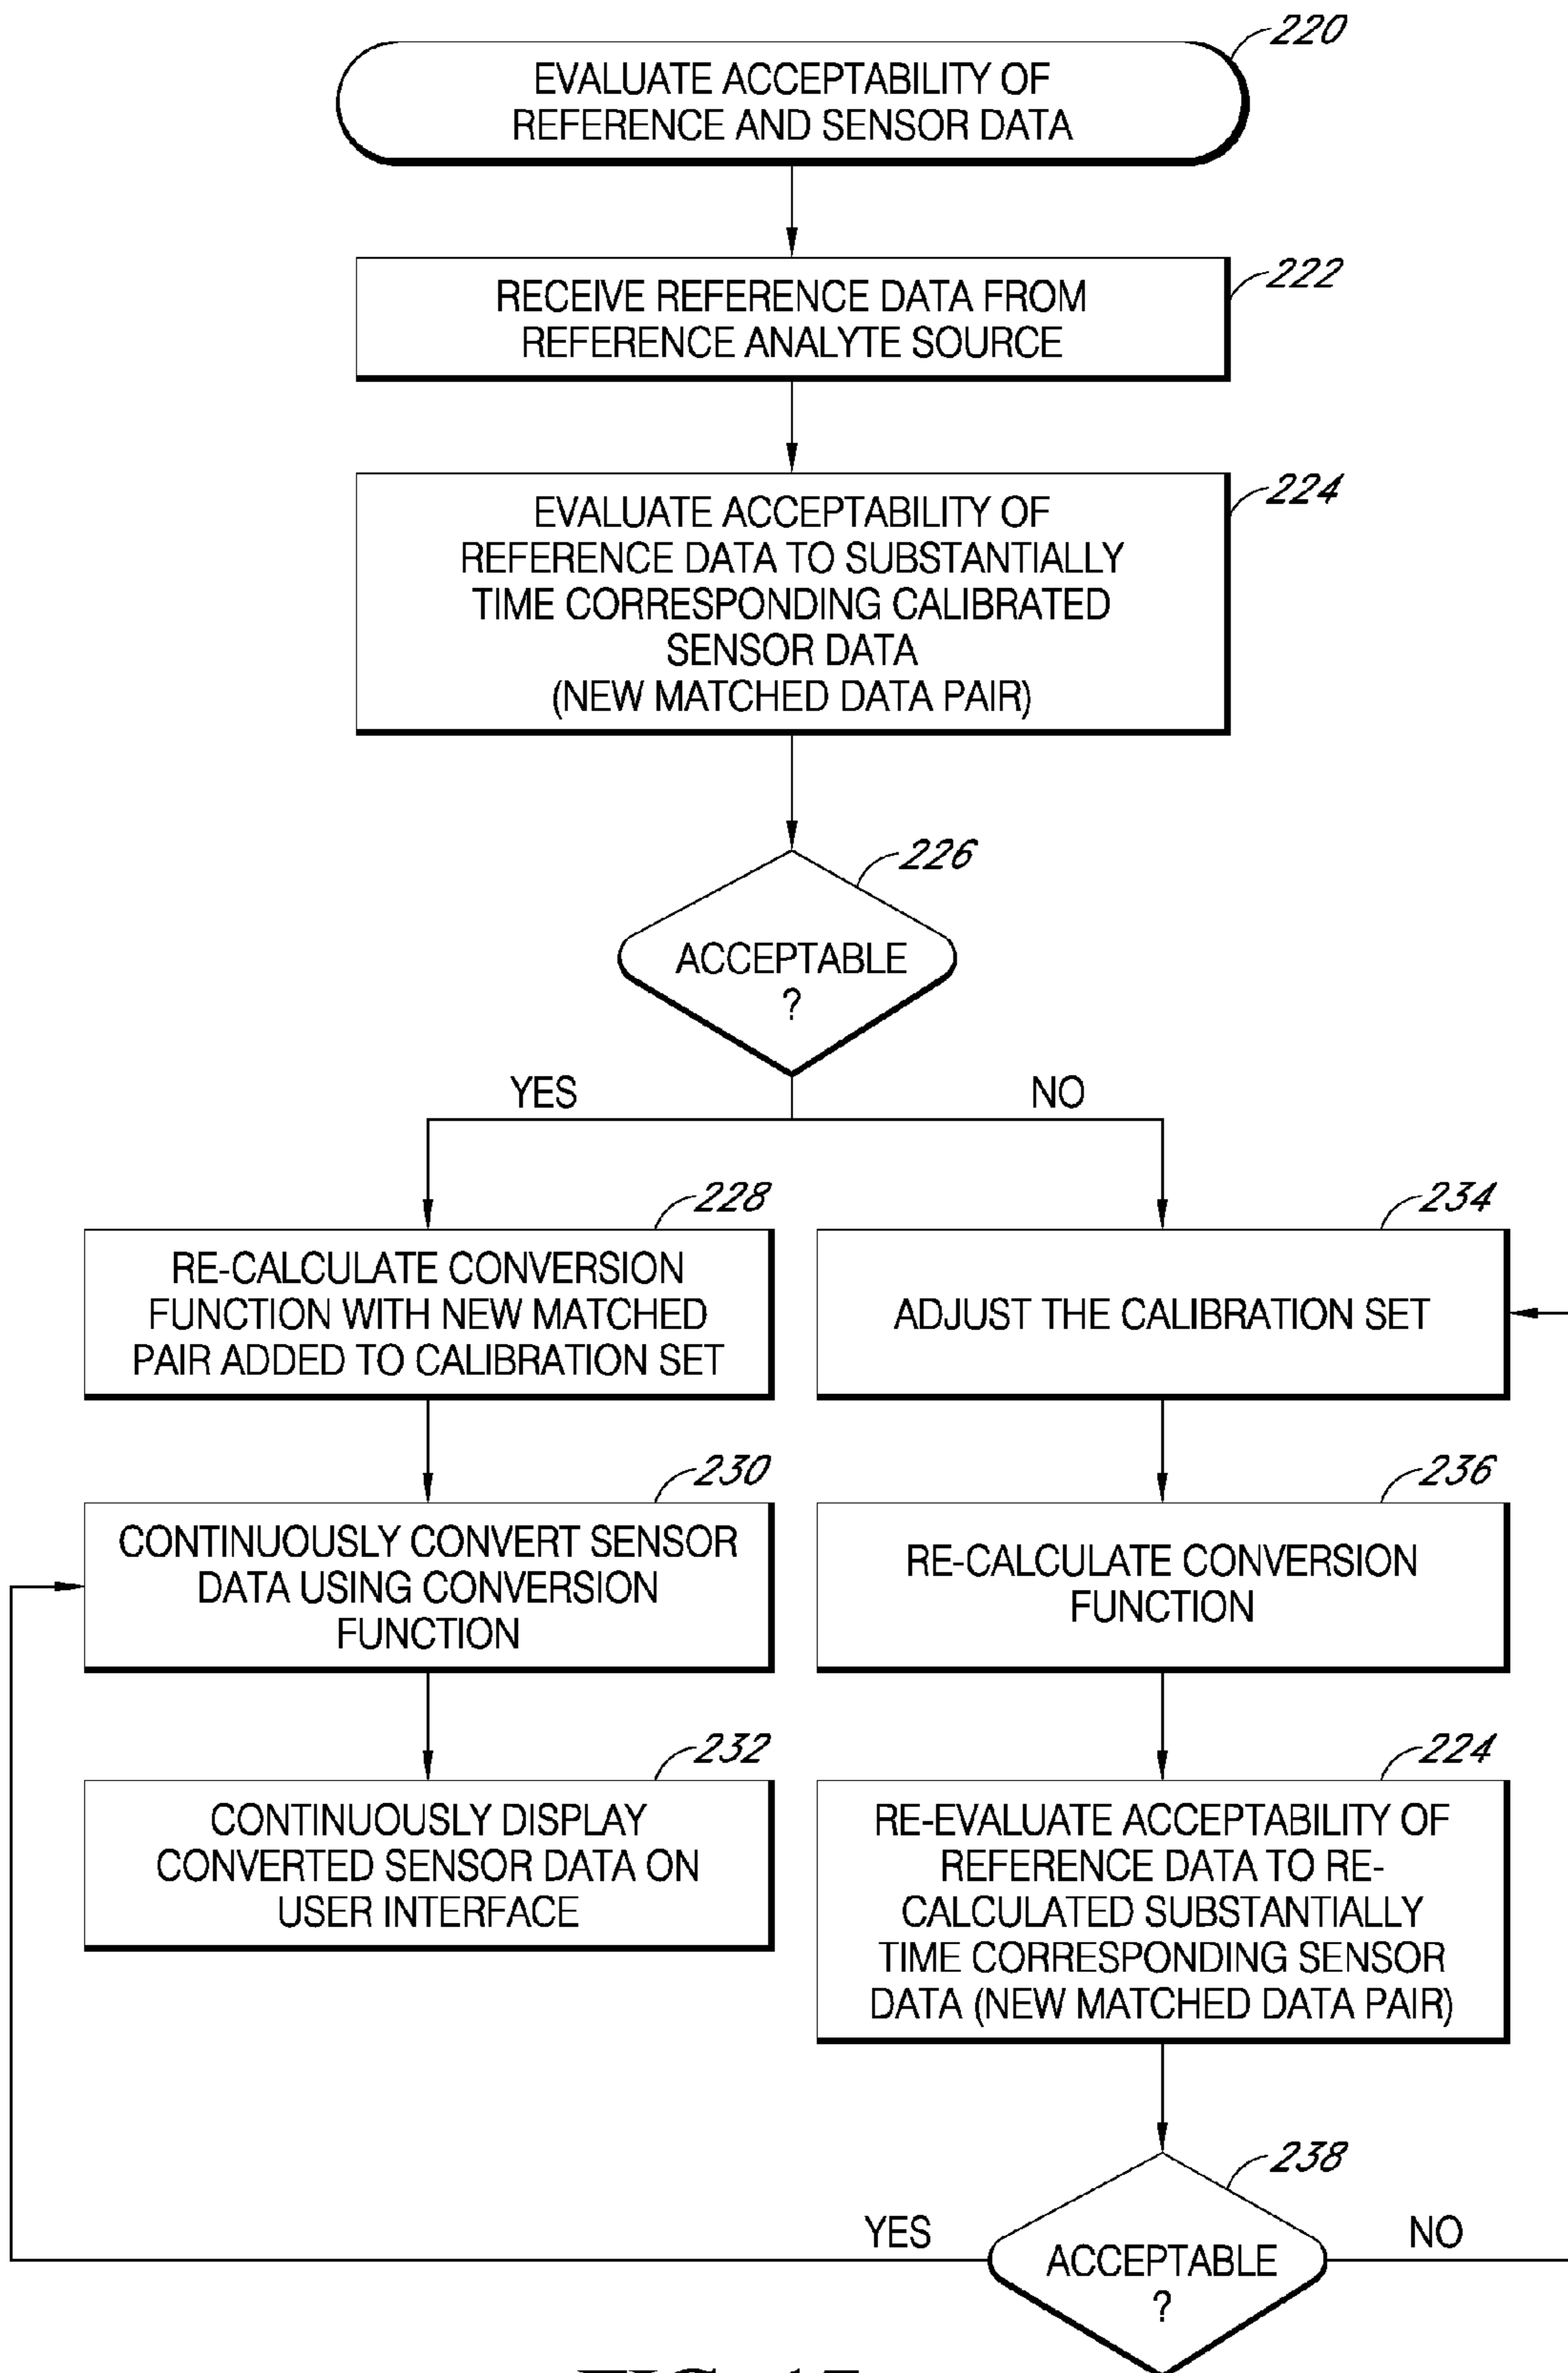 220
EVALUATE ACCEPTABILITY OF
REFERENCE AND SENSOR DATA
222
RECEIVE REFERENCE DATA FROM
REFERENCE ANALYTE SOURCE
224
EVALUATE ACCEPTABILITY OF
REFERENCE DATA TO SUBSTANTIALLY
TIME CORRESPONDING CALIBRATED
SENSOR DATA
(NEW MATCHED DATA PAIR)
226
ACCEPTABLE
?
YES
NO
228
RE-CALCULATE CONVERSION
FUNCTION WITH NEW MATCHED
PAIR ADDED TO CALIBRATION SET
234
ADJUST THE CALIBRATION SET
230
CONTINUOUSLY CONVERT SENSOR
DATA USING CONVERSION
FUNCTION
236
RE-CALCULATE CONVERSION
FUNCTION
232
CONTINUOUSLY DISPLAY
CONVERTED SENSOR DATA ON
USER INTERFACE
224
RE-EVALUATE ACCEPTABILITY OF
REFERENCE DATA TO RE-
CALCULATED SUBSTANTIALLY
TIME CORRESPONDING SENSOR
DATA (NEW MATCHED DATA PAIR)
238
YES
ACCEPTABLE
?
NO